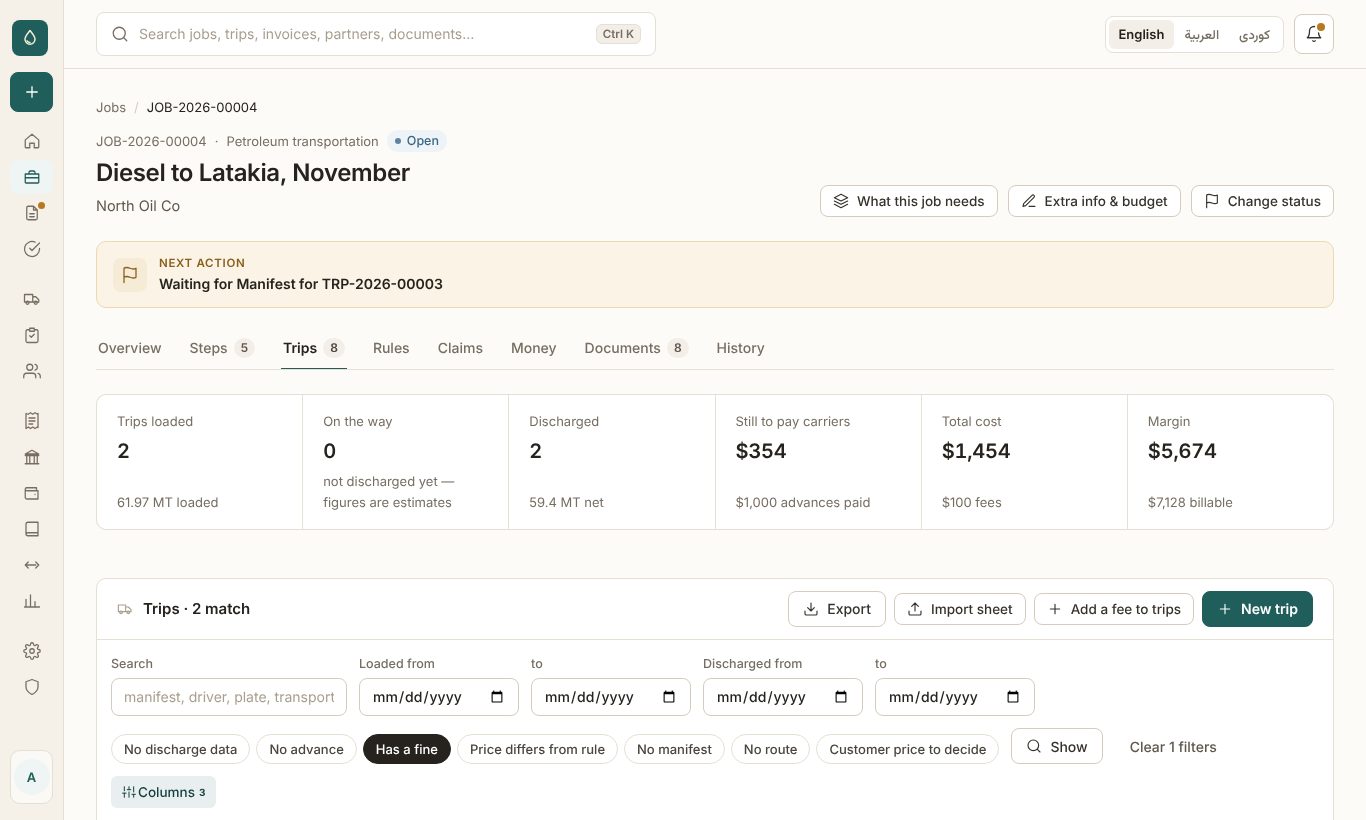 Search jobs, trips, invoices, partners, documents...
Ctrl K
English
العربية
كوردی
Jobs / JOB-2026-00004
JOB-2026-00004 · Petroleum transportation
Open
Diesel to Latakia, November
North Oil Co
What this job needs
Extra info & budget
Change status
NEXT ACTION
Waiting for Manifest for TRP-2026-00003
Overview
Steps 5
Trips 8
Rules
Claims
Money
Documents 8
History
Trips loaded
2
61.97 MT loaded
On the way
0
not discharged yet —
figures are estimates
Discharged
2
59.4 MT net
Still to pay carriers
$354
$1,000 advances paid
Total cost
$1,454
$100 fees
Margin
$5,674
$7,128 billable
Trips · 2 match
Export
Import sheet
Add a fee to trips
New trip
Search
manifest, driver, plate, transport
Loaded from
mm/dd/yyyy
to
mm/dd/yyyy
Discharged from
mm/dd/yyyy
to
mm/dd/yyyy
No discharge data
No advance
Has a fine
Price differs from rule
No manifest
No route
Customer price to decide
Show
Clear 1 filters
Columns 3
A